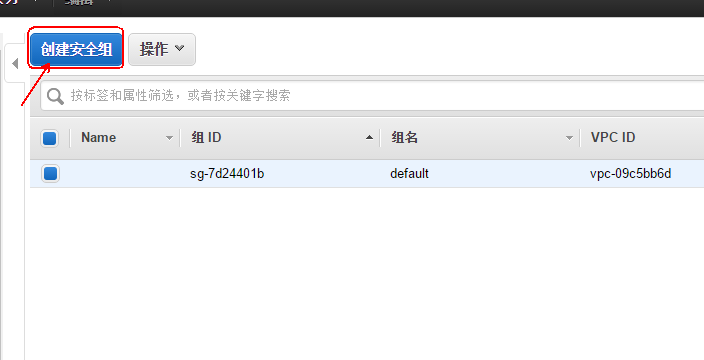 创建安全组 操作
按标签和属性筛选，或者按关键字搜索
Name 组 ID 组名 VPC ID
sg-7d24401b default vpc-09c5bb6d